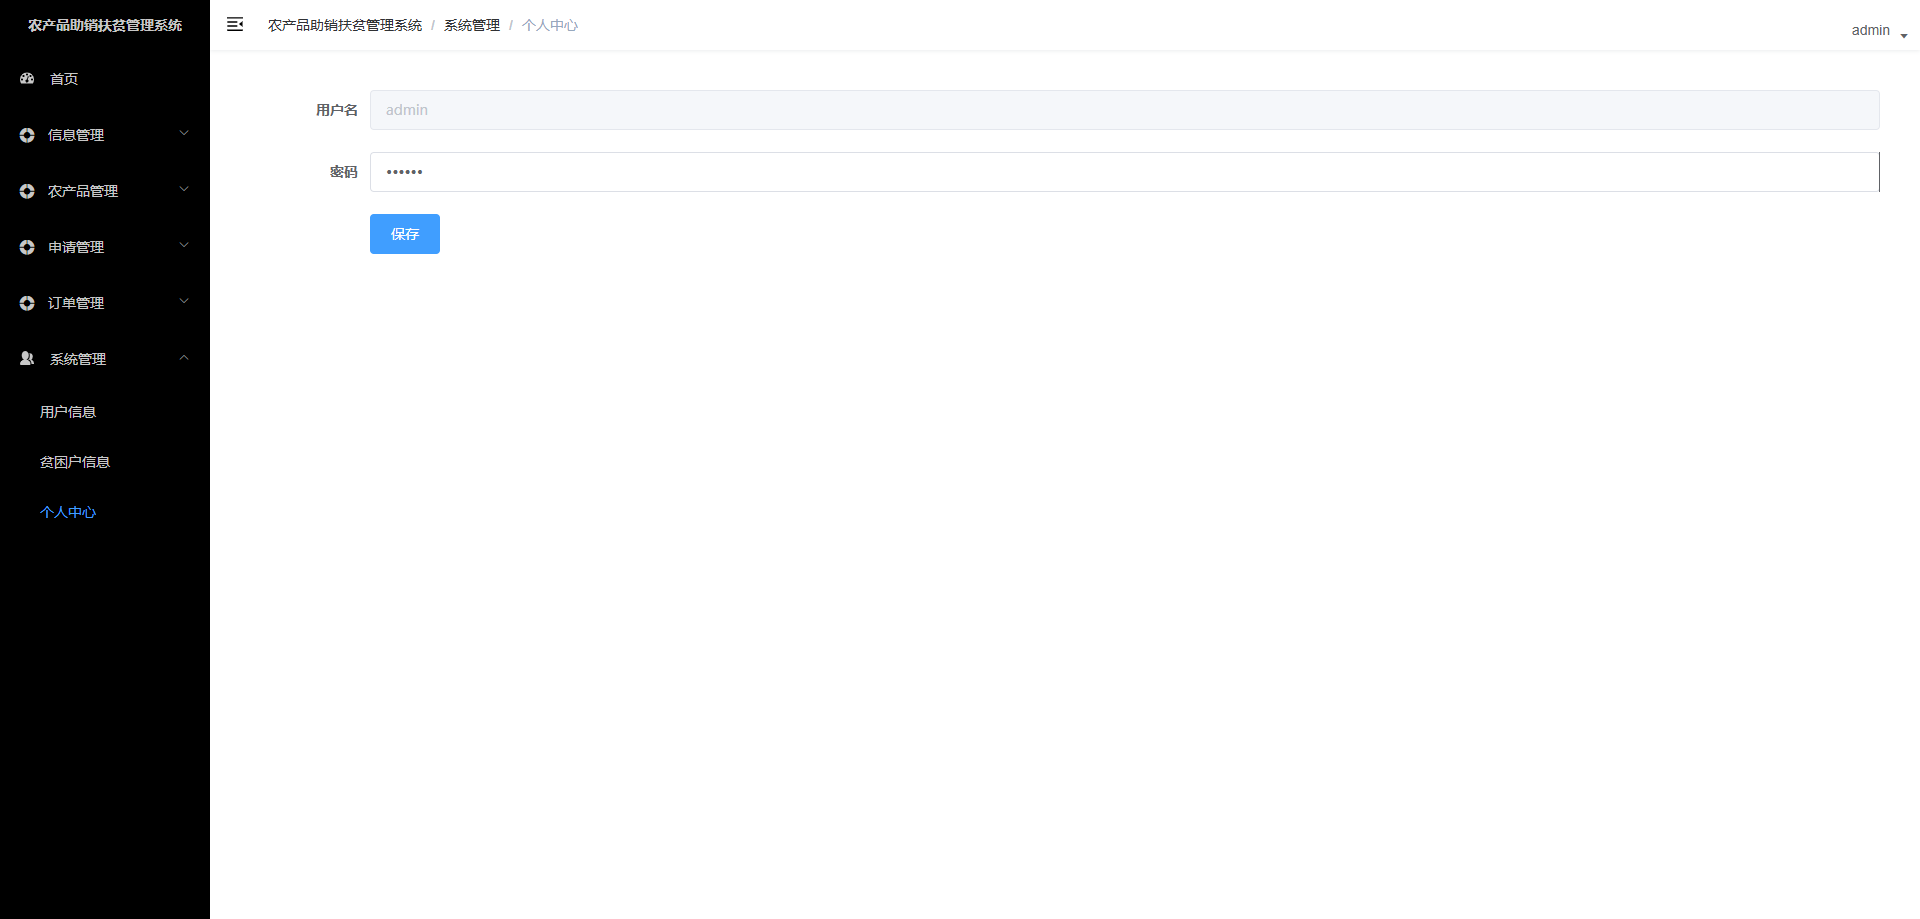 农产品助销扶贫管理系统
首页
信息管理
农产品管理
申请管理
订单管理
系统管理
用户信息
贫困户信息
个人中心
农产品助销扶贫管理系统 / 系统管理 / 个人中心
admin
用户名 admin
密码 ••••••
保存